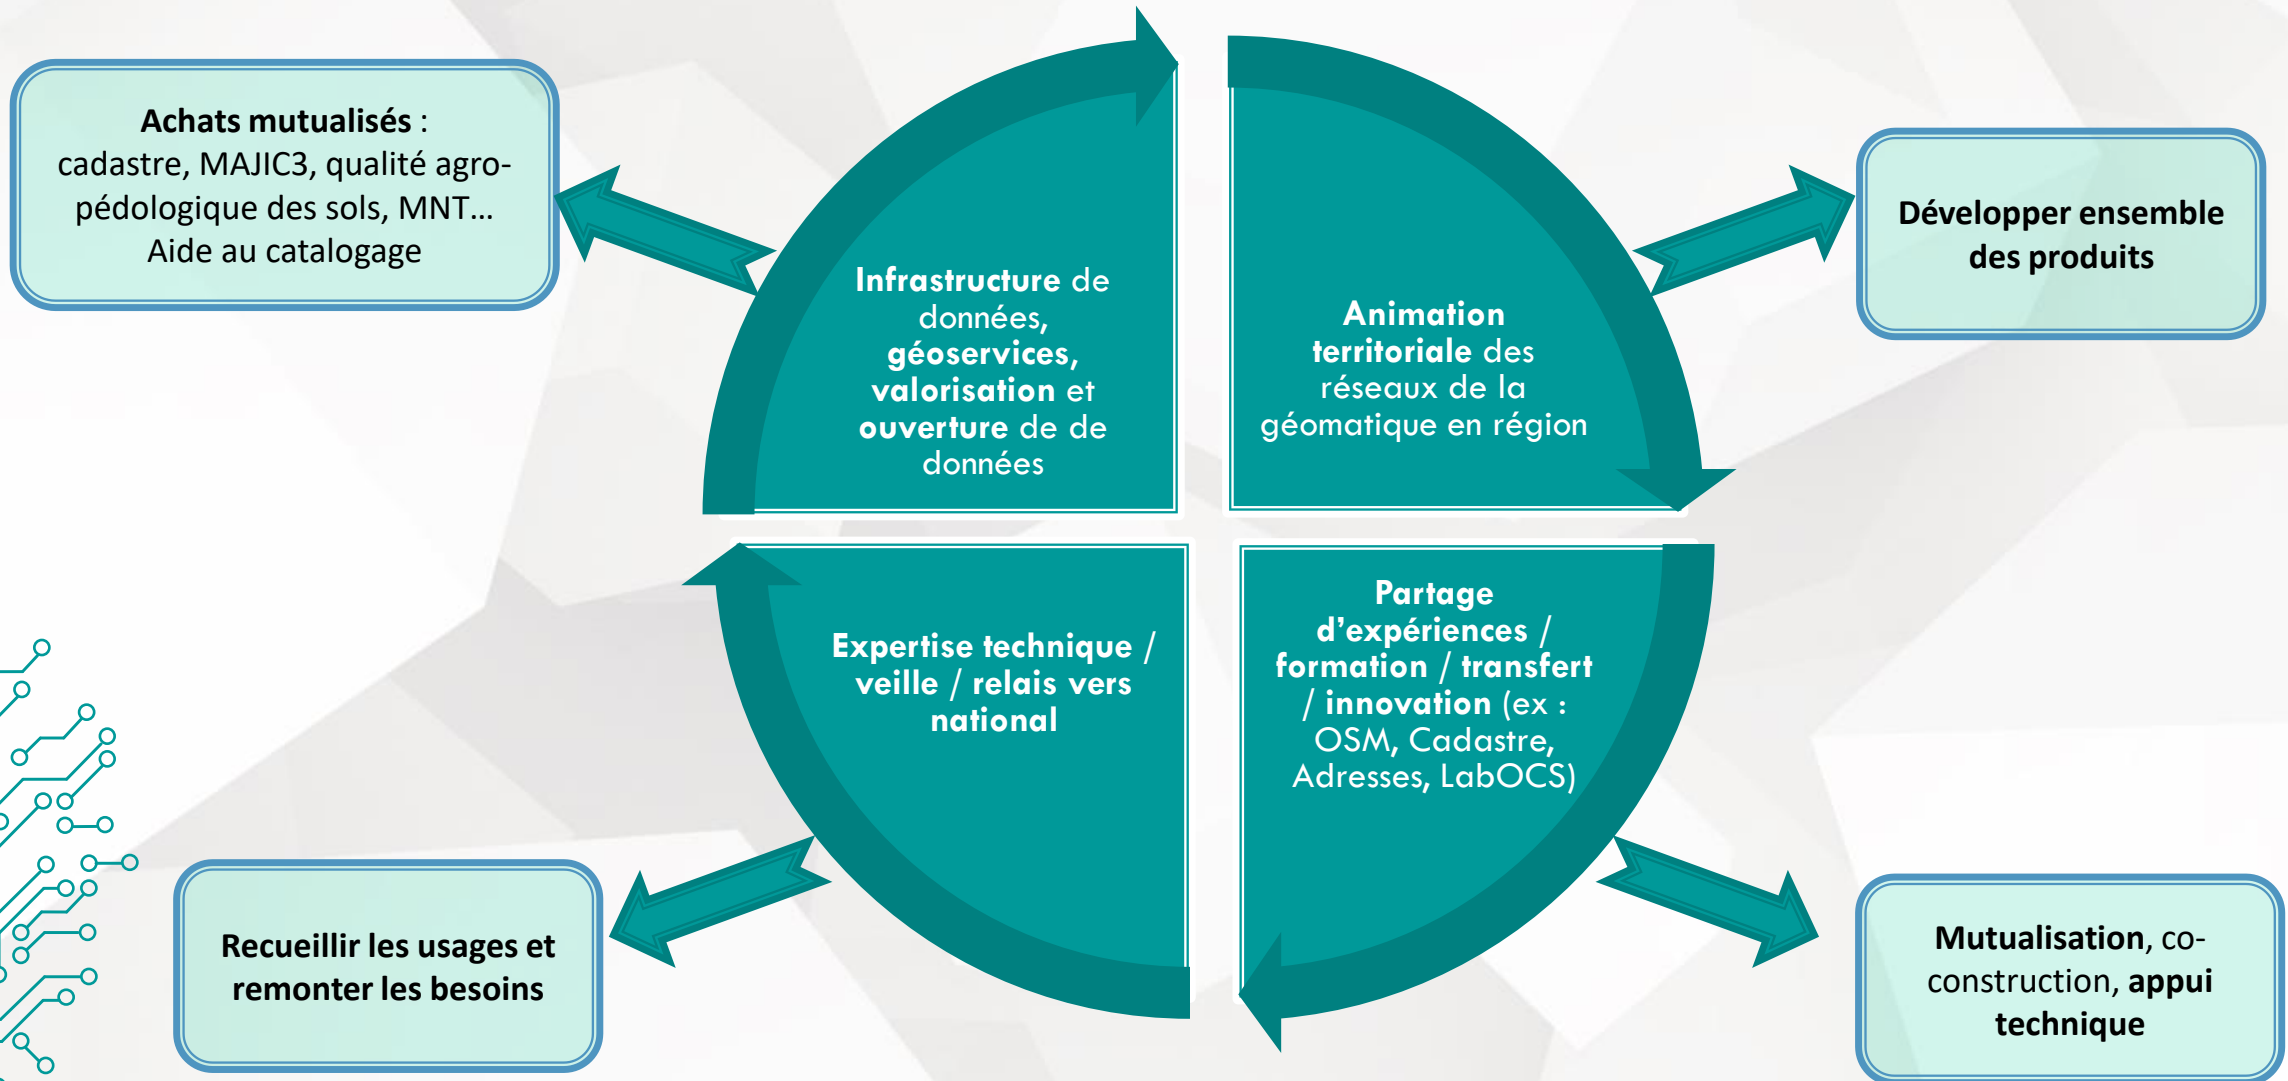 Achats mutualisés :
cadastre, MAJIC3, qualité agro-
pédologique des sols, MNT…
Aide au catalogage
Infrastructure de
données,
géoservices,
valorisation et
ouverture de de
données
Animation
territoriale des
réseaux de la
géomatique en région
Développer ensemble
des produits
Expertise technique /
veille / relais vers
national
Partage
d’expériences /
formation / transfert
/ innovation (ex :
OSM, Cadastre,
Adresses, LabOCS)
Recueillir les usages et
remonter les besoins
Mutualisation, co-
construction, appui
technique